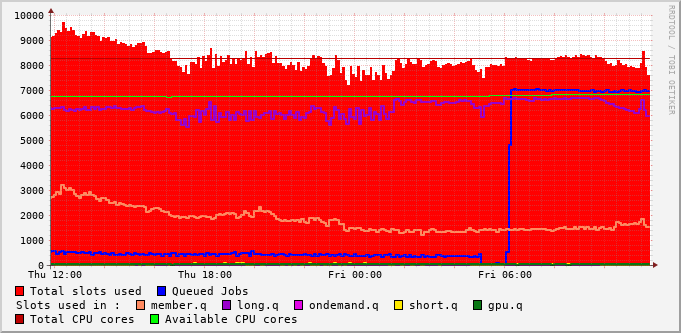 RRDTOOL / TOBI OETIKER
10000
9000
8000
7000
6000
5000
4000
3000
2000
1000
0
Thu 12:00 Thu 18:00 Fri 00:00 Fri 06:00
Total slots used Queued Jobs
Slots used in : member.q long.q ondemand.q short.q gpu.q
Total CPU cores Available CPU cores